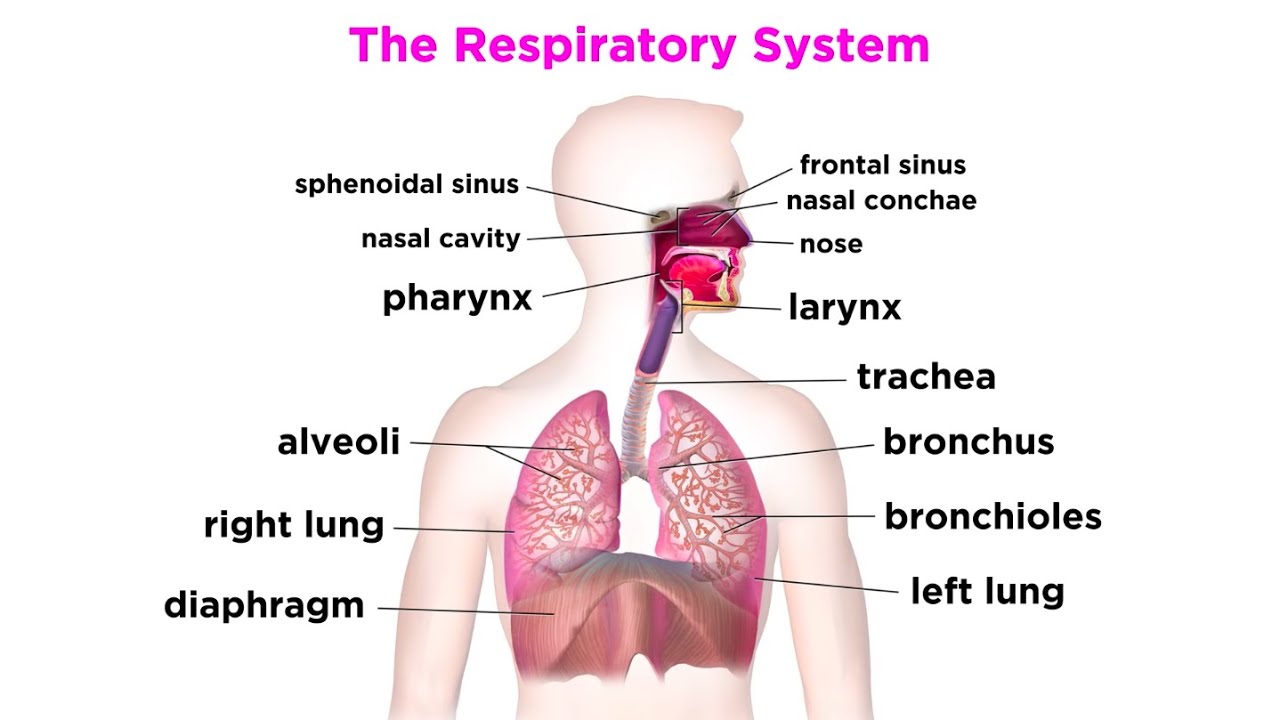 The Respiratory System
sphenoidal sinus
frontal sinus
nasal conchae
nasal cavity
nose
pharynx
larynx
trachea
alveoli
bronchus
right lung
bronchioles
diaphragm
left lung